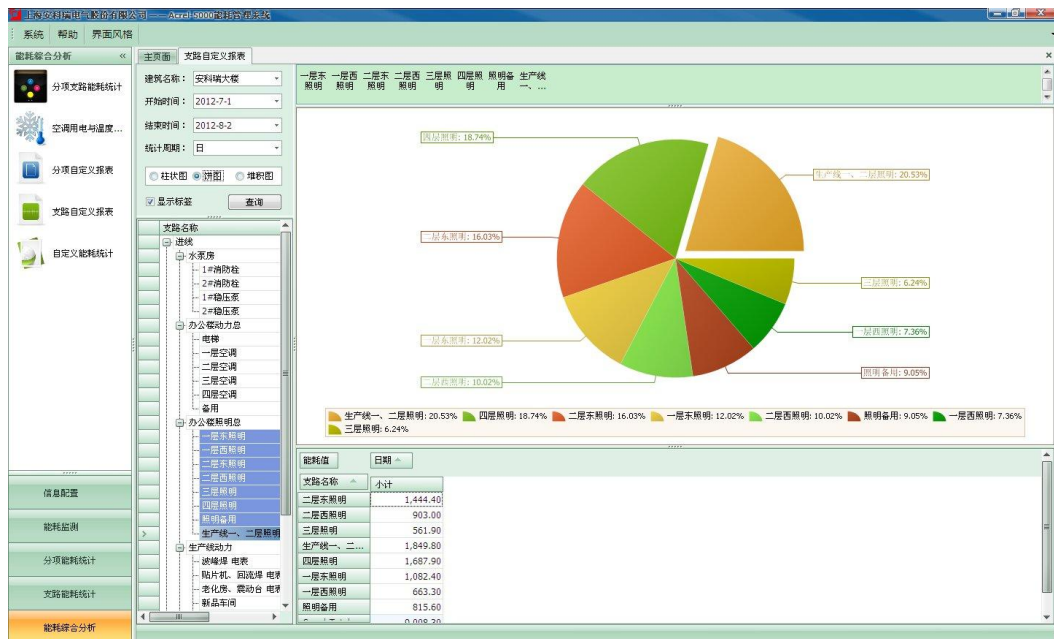 上海安科瑞电气股份有限公司——Acrel-5000能耗管理系统
系统 帮助 界面风格
能耗综合分析 «
分项支路能耗统计
空调用电与温度...
分项自定义报表
支路自定义报表
自定义能耗统计
信息配置
能耗监测
分项能耗统计
支路能耗统计
能耗综合分析
主页面 支路自定义报表 ×
建筑名称： 安科瑞大楼
开始时间： 2012-7-1
结束时间： 2012-8-2
统计周期： 日
柱状图 饼图 堆积图
显示标签 查询
支路名称
进线
水泵房
1#消防栓
2#消防栓
1#稳压泵
2#稳压泵
办公楼动力总
电梯
一层空调
二层空调
三层空调
四层空调
备用
办公楼照明总
一层东照明
一层西照明
二层东照明
二层西照明
三层照明
四层照明
照明备用
生产线一、二层照明
生产线动力
波峰焊 电表
贴片机、回流焊 电表
老化房、震动台 电表
新品车间
一层东 一层西 二层东 二层西 三层照 四层照 照明备 生产线
照明 照明 照明 照明 明 明 用 一、...
四层照明: 18.74%
生产线一、二层照明: 20.53%
二层东照明: 16.03%
三层照明: 6.24%
一层西照明: 7.36%
一层东照明: 12.02%
照明备用: 9.05%
二层西照明: 10.02%
生产线一、二层照明: 20.53% 四层照明: 18.74% 二层东照明: 16.03% 一层东照明: 12.02% 二层西照明: 10.02% 照明备用: 9.05% 一层西照明: 7.36%
三层照明: 6.24%
能耗值 日期
支路名称 小计
二层东照明 1,444.40
二层西照明 903.00
三层照明 561.90
生产线一、二... 1,849.80
四层照明 1,687.90
一层东照明 1,082.40
一层西照明 663.30
照明备用 815.60